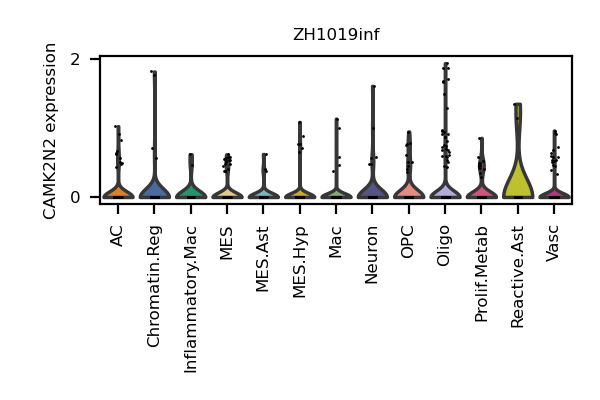 ZH1019inf
CAMK2N2 expression
2
0
AC
Chromatin.Reg
Inflammatory.Mac
MES
MES.Ast
MES.Hyp
Mac
Neuron
OPC
Oligo
Prolif.Metab
Reactive.Ast
Vasc